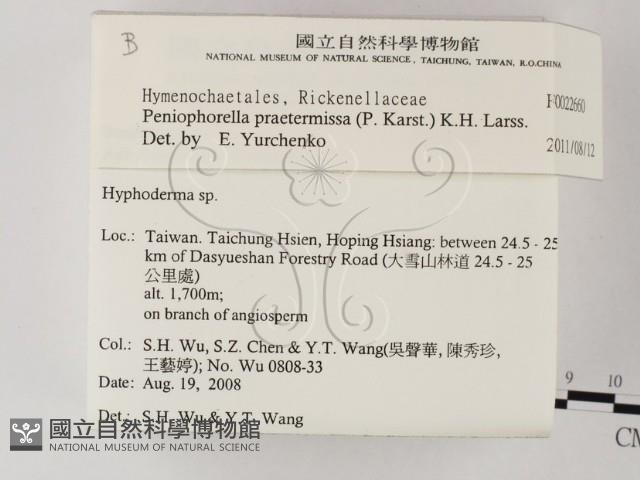 B
國立自然科學博物館
NATIONAL MUSEUM OF NATURAL SCIENCE, TAICHUNG, TAIWAN, R.O.CHINA
Hymenochaetales, Rickenellaceae
F0022660
Peniophorella praetermissa (P. Karst.) K.H. Larss.
Det. by E. Yurchenko
2011/08/12
Hyphoderma sp.
Loc.: Taiwan. Taichung Hsien, Hoping Hsiang: between 24.5 - 25
km of Dasyueshan Forestry Road (大雪山林道 24.5 - 25
公里處)
alt. 1,700m;
on branch of angiosperm
Col.: S.H. Wu, S.Z. Chen & Y.T. Wang(吳聲華, 陳秀珍,
王藝婷); No. Wu 0808-33
Date: Aug. 19, 2008
Det.: S.H. Wu & Y.T. Wang
國立自然科學博物館
NATIONAL MUSEUM OF NATURAL SCIENCE
9 10
CM